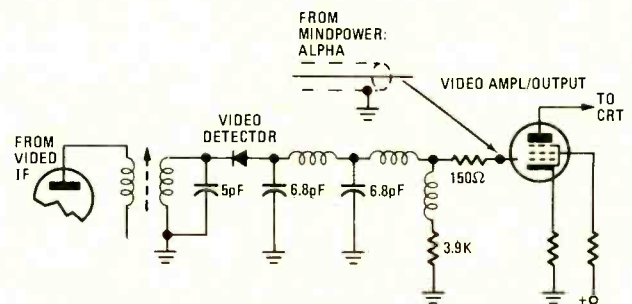 FROM
MINDPOWER:
ALPHA
VIDEO AMPL/OUTPUT
TO
CRT
VIDEO
DETECTOR
FROM
VIDEO
IF
5pF
6.8pF
6.8pF
150Ω
3.9K
+